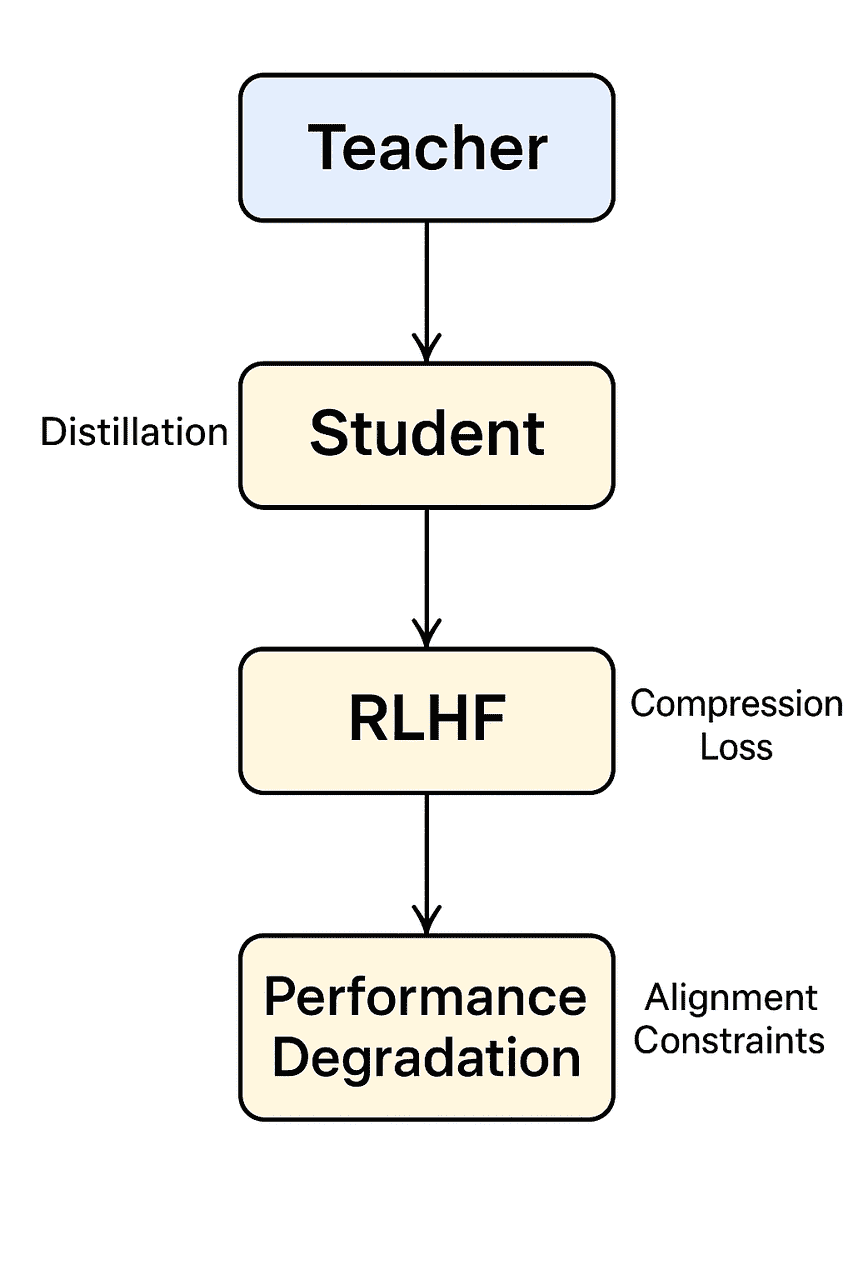 Teacher
Distillation
Student
RLHF
Compression
Loss
Performance
Degradation
Alignment
Constraints